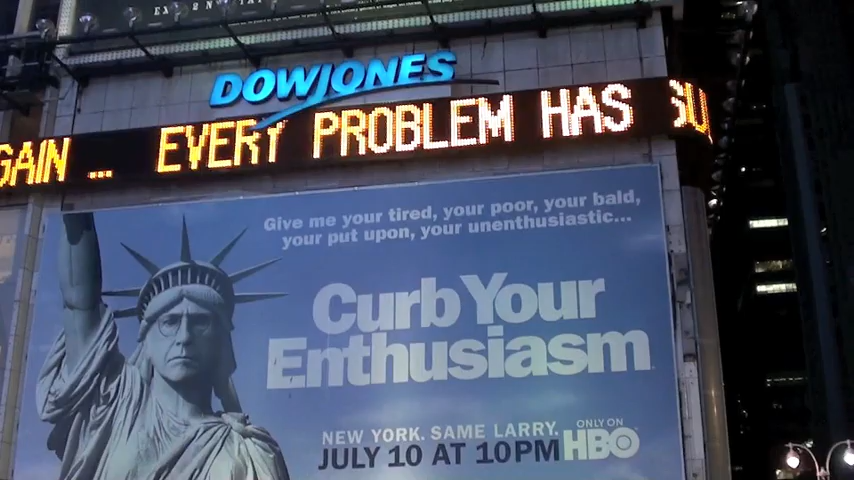 DOWJONES
GAIN ... EVERY PROBLEM HAS
Give me your tired, your poor, your bald,
your put upon, your unenthusiastic...
Curb Your
Enthusiasm
NEW YORK. SAME LARRY.
JULY 10 AT 10PM
ONLY ON
HBO